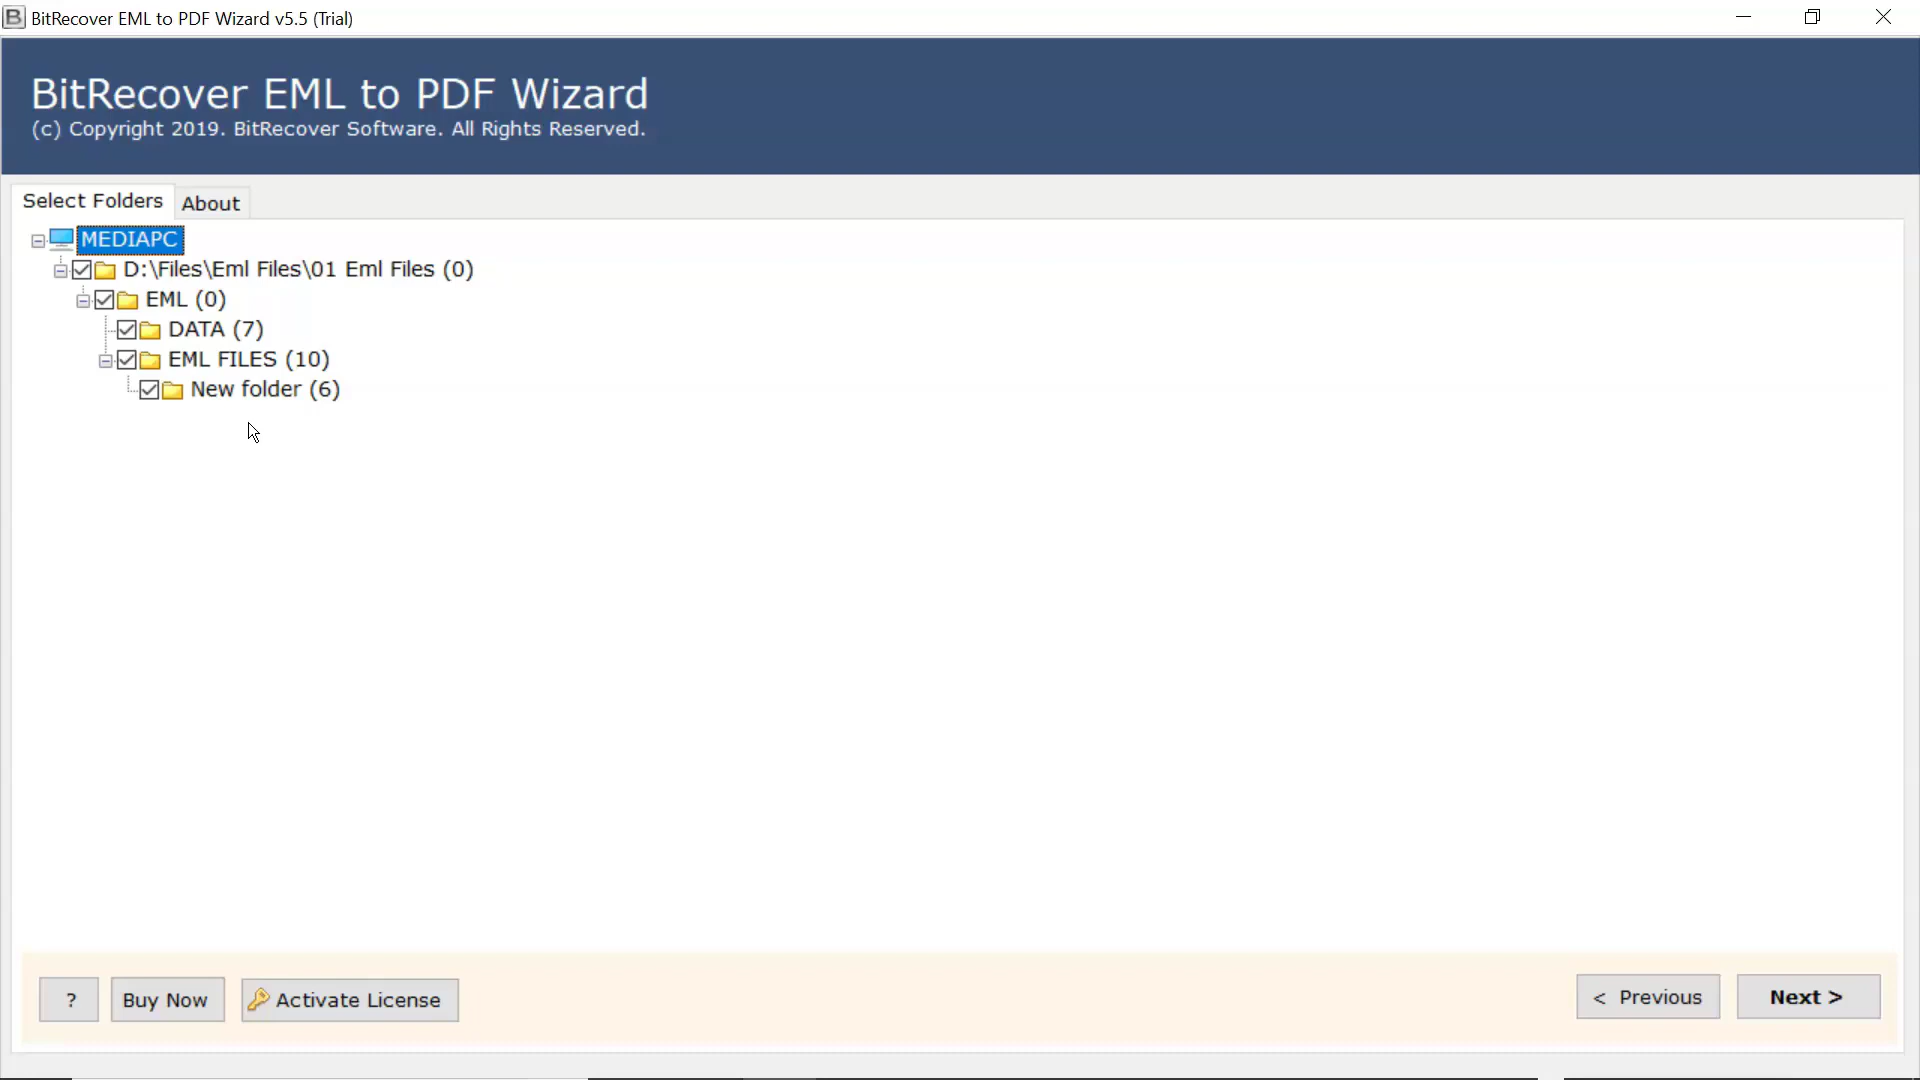 BitRecover EML to PDF Wizard v5.5 (Trial)
BitRecover EML to PDF Wizard
(c) Copyright 2019. BitRecover Software. All Rights Reserved.
Select Folders About
MEDIAPC
D:\Files\Eml Files\01 Eml Files (0)
EML (0)
DATA (7)
EML FILES (10)
New folder (6)
? Buy Now Activate License < Previous Next >